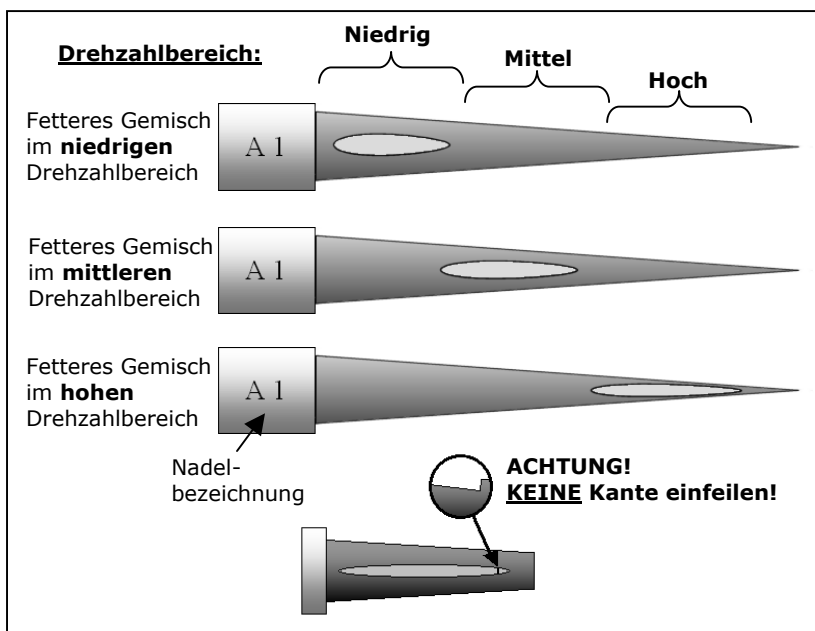 Drehzahlbereich:
Niedrig
Mittel
Hoch
Fetteres Gemisch
im niedrigen
Drehzahlbereich
A 1
Fetteres Gemisch
im mittleren
Drehzahlbereich
A 1
Fetteres Gemisch
im hohen
Drehzahlbereich
A 1
Nadel-
bezeichnung
ACHTUNG!
KEINE Kante einfeilen!